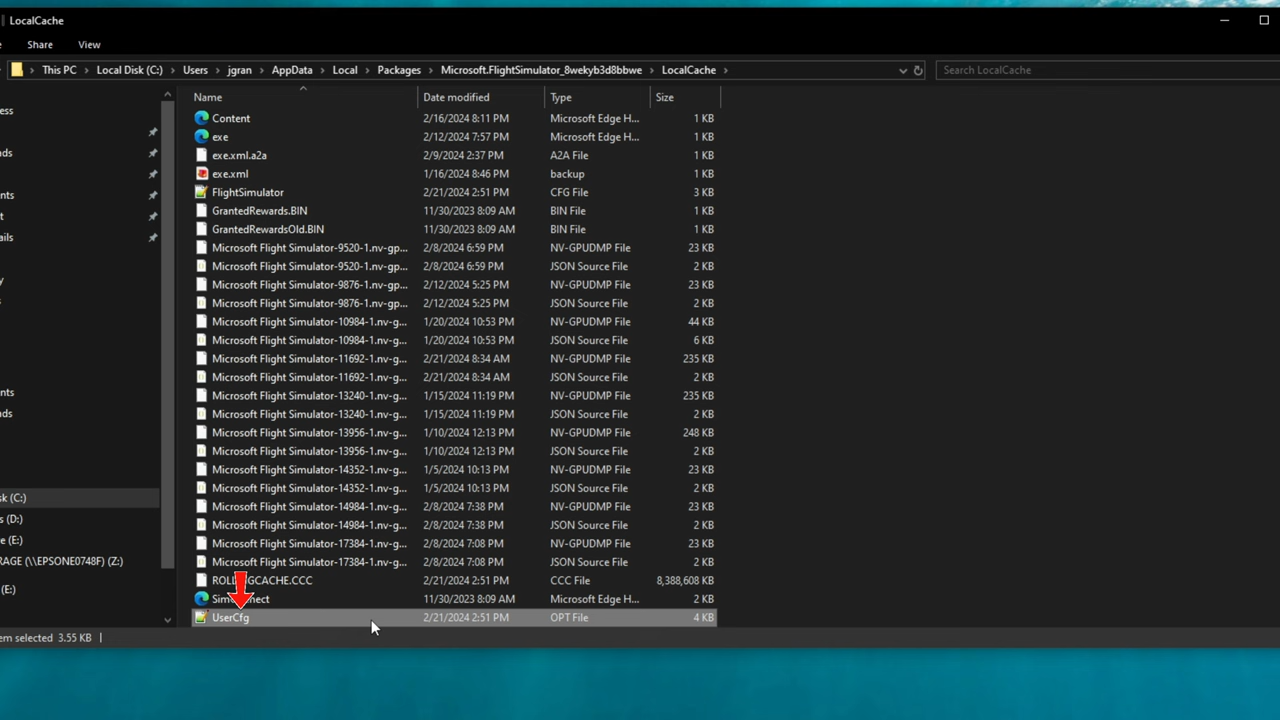 LocalCache
Share View
This PC Local Disk (C:) Users jgran AppData Local Packages Microsoft.FlightSimulator_8wekyb3d8bbwe LocalCache Search LocalCache
Name Date modified Type Size
ess
nds
nts
t
ails
y
s
nts
nds
sk (C:)
s (D:)
e (E:)
RAGE (\\EPSONE0748F) (Z:)
(E:)
Content 2/16/2024 8:11 PM Microsoft Edge H... 1 KB
exe 2/12/2024 7:57 PM Microsoft Edge H... 1 KB
exe.xml.a2a 2/9/2024 2:37 PM A2A File 1 KB
exe.xml 1/16/2024 8:46 PM backup 1 KB
FlightSimulator 2/21/2024 2:51 PM CFG File 3 KB
GrantedRewards.BIN 11/30/2023 8:09 AM BIN File 1 KB
GrantedRewardsOld.BIN 11/30/2023 8:09 AM BIN File 1 KB
Microsoft Flight Simulator-9520-1.nv-gp... 2/8/2024 6:59 PM NV-GPUDMP File 23 KB
Microsoft Flight Simulator-9520-1.nv-gp... 2/8/2024 6:59 PM JSON Source File 2 KB
Microsoft Flight Simulator-9876-1.nv-gp... 2/12/2024 5:25 PM NV-GPUDMP File 23 KB
Microsoft Flight Simulator-9876-1.nv-gp... 2/12/2024 5:25 PM JSON Source File 2 KB
Microsoft Flight Simulator-10984-1.nv-g... 1/20/2024 10:53 PM NV-GPUDMP File 44 KB
Microsoft Flight Simulator-10984-1.nv-g... 1/20/2024 10:53 PM JSON Source File 6 KB
Microsoft Flight Simulator-11692-1.nv-g... 2/21/2024 8:34 AM NV-GPUDMP File 235 KB
Microsoft Flight Simulator-11692-1.nv-g... 2/21/2024 8:34 AM JSON Source File 2 KB
Microsoft Flight Simulator-13240-1.nv-g... 1/15/2024 11:19 PM NV-GPUDMP File 235 KB
Microsoft Flight Simulator-13240-1.nv-g... 1/15/2024 11:19 PM JSON Source File 2 KB
Microsoft Flight Simulator-13956-1.nv-g... 1/10/2024 12:13 PM NV-GPUDMP File 248 KB
Microsoft Flight Simulator-13956-1.nv-g... 1/10/2024 12:13 PM JSON Source File 2 KB
Microsoft Flight Simulator-14352-1.nv-g... 1/5/2024 10:13 PM NV-GPUDMP File 23 KB
Microsoft Flight Simulator-14352-1.nv-g... 1/5/2024 10:13 PM JSON Source File 2 KB
Microsoft Flight Simulator-14984-1.nv-g... 2/8/2024 7:38 PM NV-GPUDMP File 23 KB
Microsoft Flight Simulator-14984-1.nv-g... 2/8/2024 7:38 PM JSON Source File 2 KB
Microsoft Flight Simulator-17384-1.nv-g... 2/8/2024 7:08 PM NV-GPUDMP File 23 KB
Microsoft Flight Simulator-17384-1.nv-g... 2/8/2024 7:08 PM JSON Source File 2 KB
2/21/2024 2:51 PM CCC File 8,388,608 KB
11/30/2023 8:09 AM Microsoft Edge H... 2 KB
UserCfg 2/21/2024 2:51 PM OPT File 4 KB
em selected 3.55 KB